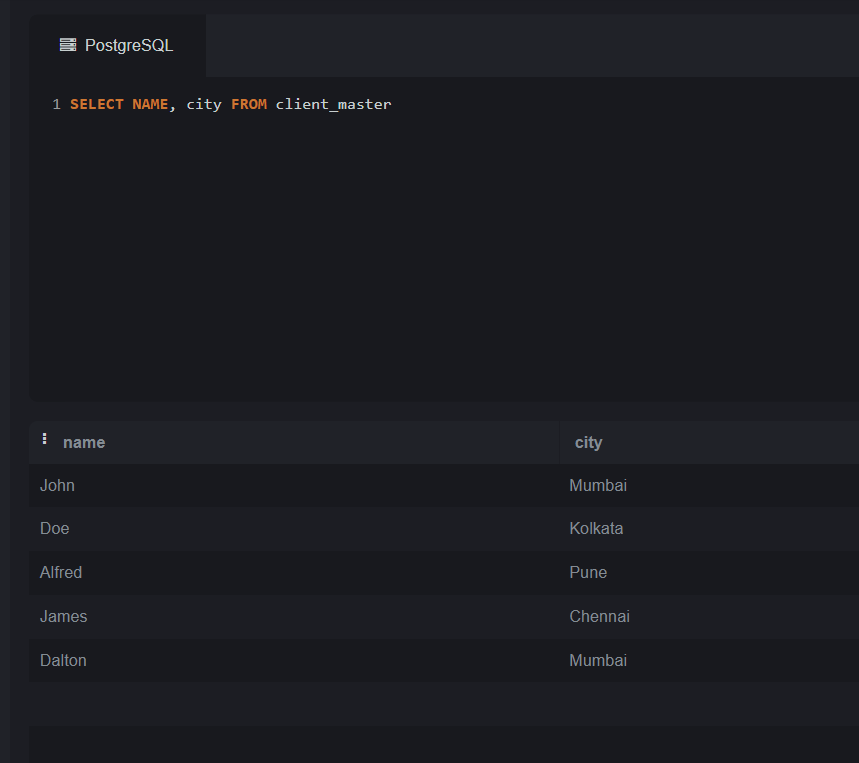 PostgreSQL
1 SELECT NAME, city FROM client_master
name city
John Mumbai
Doe Kolkata
Alfred Pune
James Chennai
Dalton Mumbai